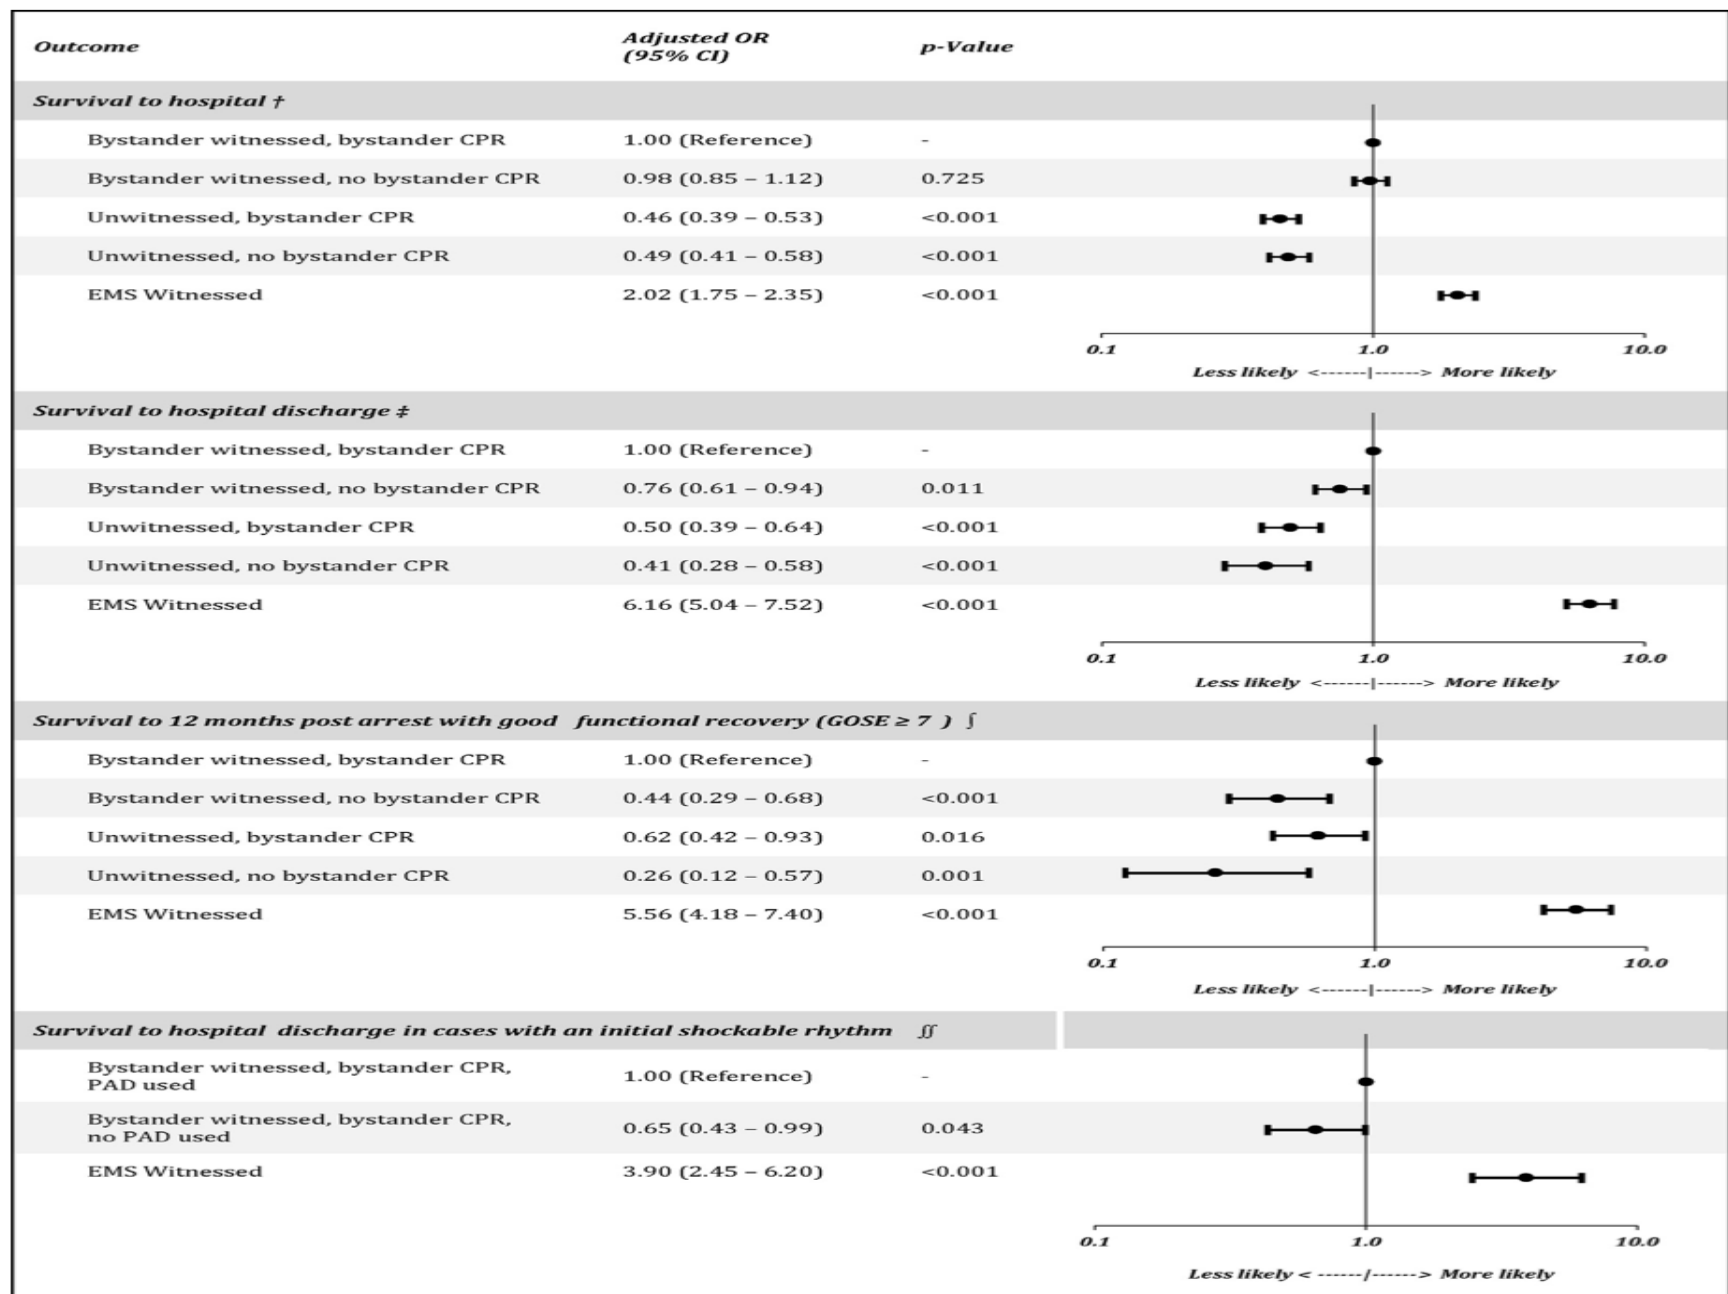 Outcome Adjusted OR (95% CI) p-Value
Survival to hospital †
Bystander witnessed, bystander CPR 1.00 (Reference) -
Bystander witnessed, no bystander CPR 0.98 (0.85 – 1.12) 0.725
Unwitnessed, bystander CPR 0.46 (0.39 – 0.53) <0.001
Unwitnessed, no bystander CPR 0.49 (0.41 – 0.58) <0.001
EMS Witnessed 2.02 (1.75 – 2.35) <0.001
0.1 1.0 10.0
Less likely <------|------> More likely
Survival to hospital discharge ‡
Bystander witnessed, bystander CPR 1.00 (Reference) -
Bystander witnessed, no bystander CPR 0.76 (0.61 – 0.94) 0.011
Unwitnessed, bystander CPR 0.50 (0.39 – 0.64) <0.001
Unwitnessed, no bystander CPR 0.41 (0.28 – 0.58) <0.001
EMS Witnessed 6.16 (5.04 – 7.52) <0.001
0.1 1.0 10.0
Less likely <------|------> More likely
Survival to 12 months post arrest with good functional recovery (GOSE ≥ 7 ) ∫
Bystander witnessed, bystander CPR 1.00 (Reference) -
Bystander witnessed, no bystander CPR 0.44 (0.29 – 0.68) <0.001
Unwitnessed, bystander CPR 0.62 (0.42 – 0.93) 0.016
Unwitnessed, no bystander CPR 0.26 (0.12 – 0.57) 0.001
EMS Witnessed 5.56 (4.18 – 7.40) <0.001
0.1 1.0 10.0
Less likely <------|------> More likely
Survival to hospital discharge in cases with an initial shockable rhythm ∫∫
Bystander witnessed, bystander CPR,
PAD used 1.00 (Reference) -
Bystander witnessed, bystander CPR,
no PAD used 0.65 (0.43 – 0.99) 0.043
EMS Witnessed 3.90 (2.45 – 6.20) <0.001
0.1 1.0 10.0
Less likely < ------/------> More likely